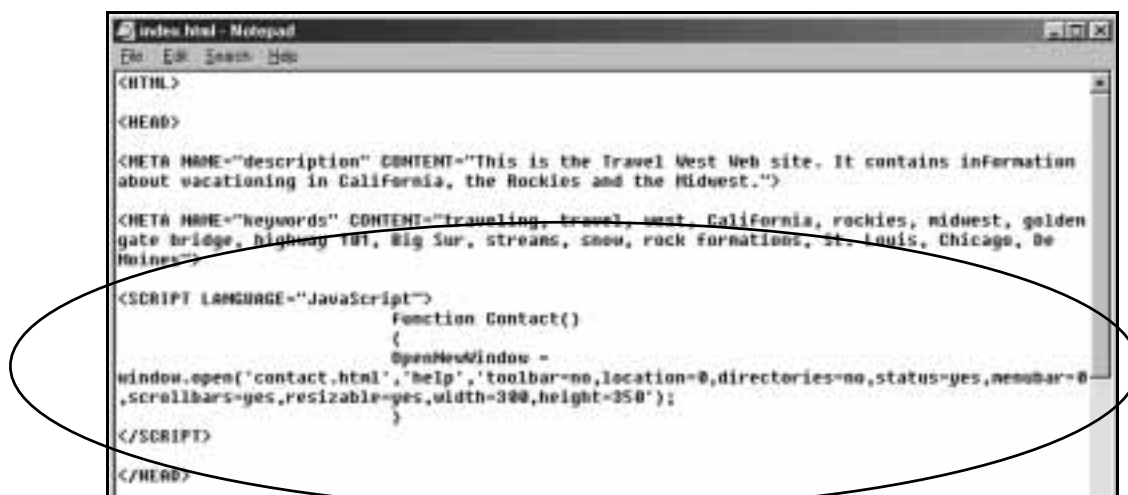 index.html - Notepad
File Edit Search Help
<HTML>
<HEAD>
<META NAME="description" CONTENT="This is the Travel West Web site. It contains information
about vacationing in California, the Rockies and the Midwest.">
<META NAME="keywords" CONTENT="traveling, travel, west, California, rockies, midwest, golden
gate bridge, highway 101, Big Sur, streams, snow, rock formations, St. Louis, Chicago, De
Moines">
<SCRIPT LANGUAGE="JavaScript">
function Contact()
{
OpenNewWindow =
window.open('contact.html','help','toolbar=no,location=0,directories=no,status=yes,menubar=0
,scrollbars=yes,resizable=yes,width=300,height=350');
}
</SCRIPT>
</HEAD>